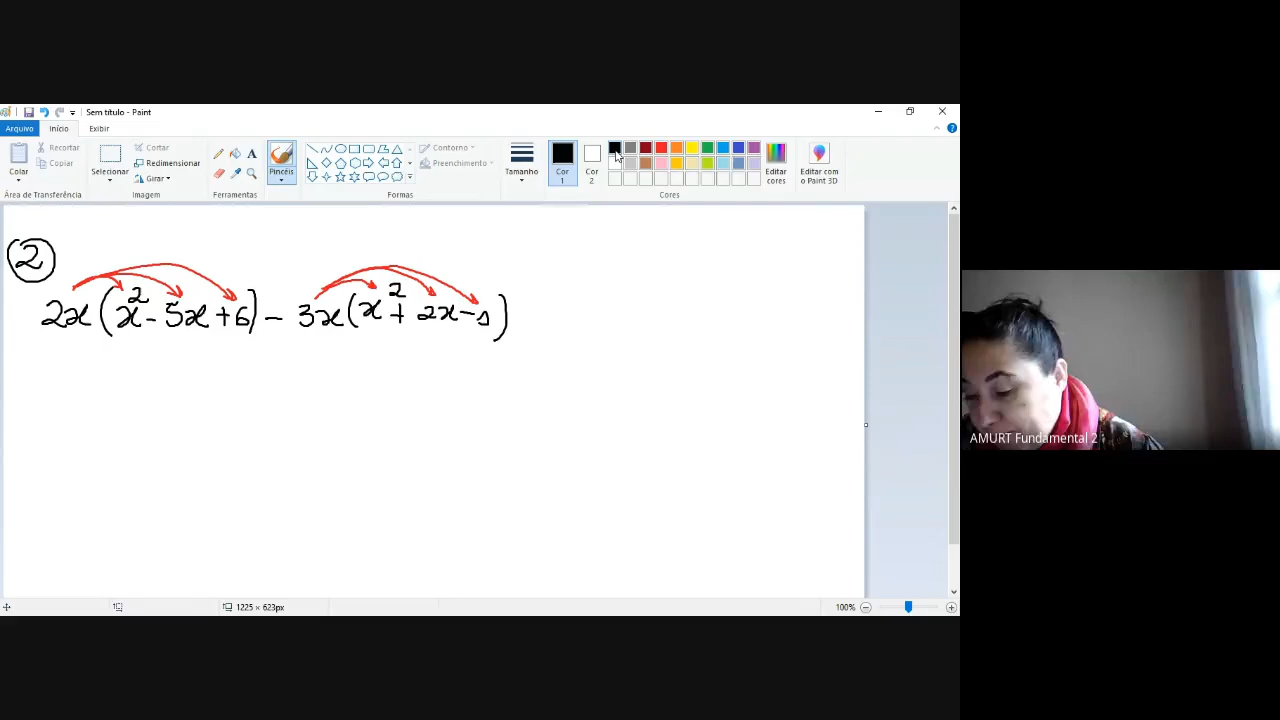 Sem título - Paint
Arquivo Início Exibir
Colar
Cortar
Copiar
Área de Transferência
Selecionar
Redimensionar
Girar
Imagem
Ferramentas
Pincéis
Contorno
Preenchimento
Formas
Tamanho
Cor 1
Cor 2
Editar cores
Cores
Editar com o Paint 3D
2
2x(x²-5x+6)-3x(x²+2x-1)
AMURT Fundamental 2
1225 × 623px
100%